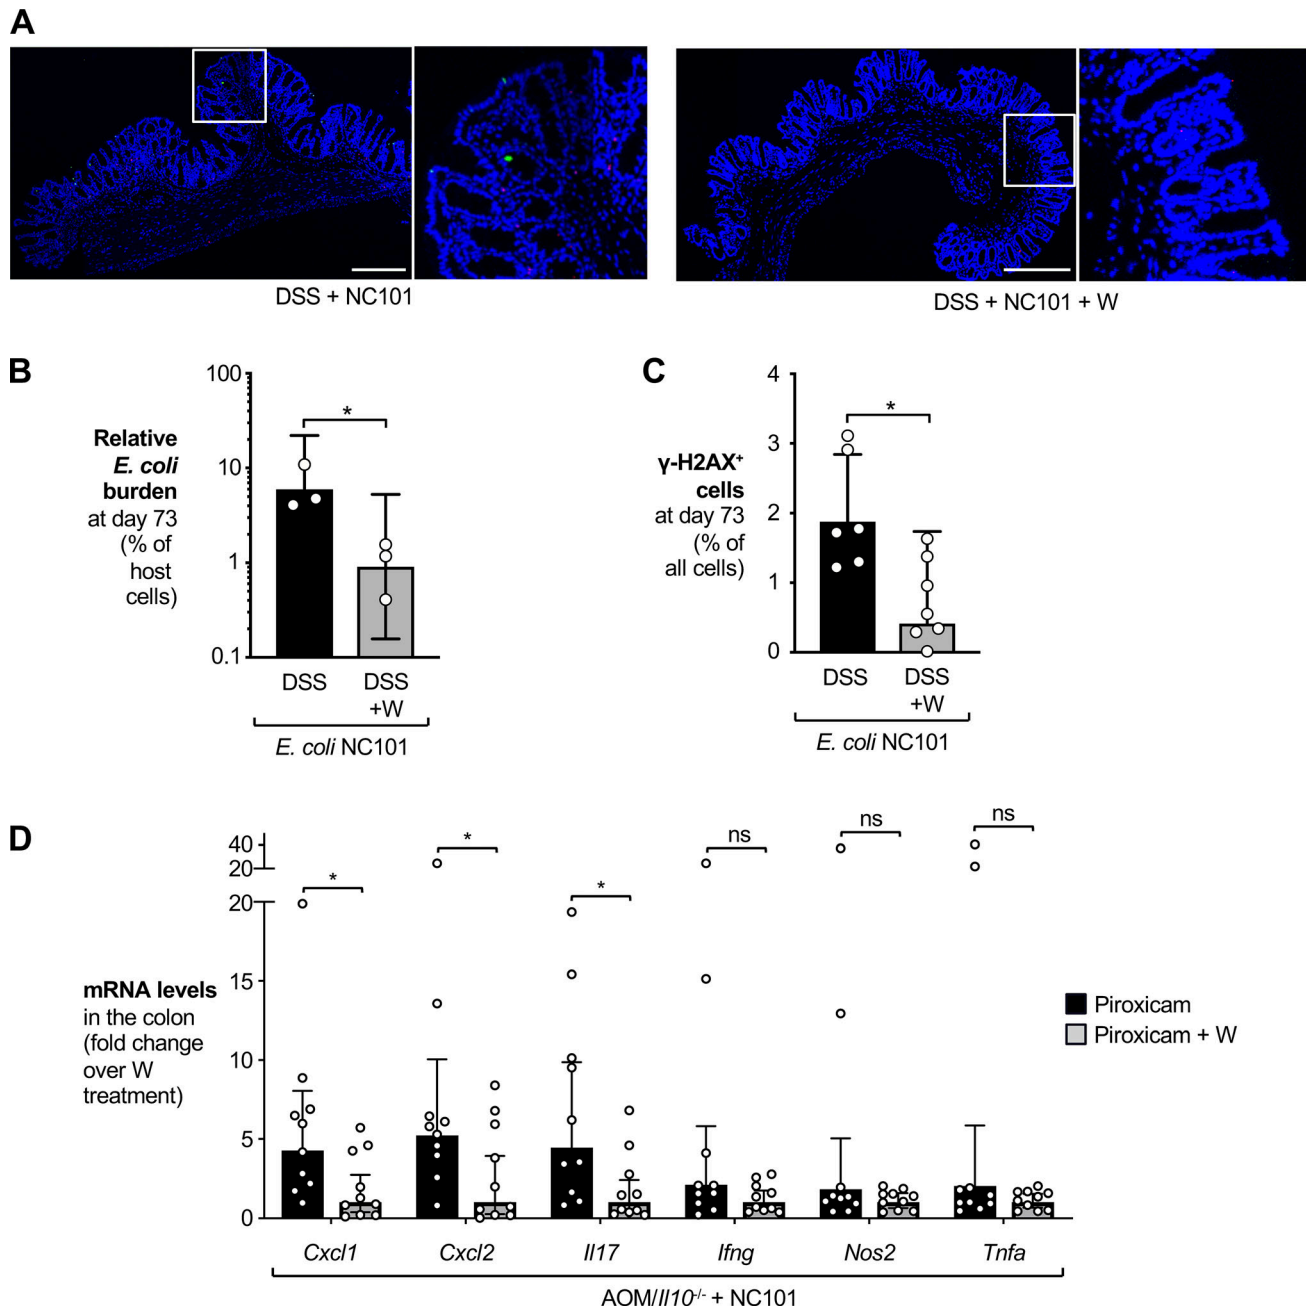 A
DSS + NC101
DSS + NC101 + W
B
Relative
E. coli
burden
at day 73
(% of
host
cells)
100
10
1
0.1
*
DSS
DSS
+W
E. coli NC101
C
γ-H2AX⁺
cells
at day 73
(% of
all cells)
4
3
2
1
0
*
DSS
DSS
+W
E. coli NC101
D
mRNA levels
in the colon
(fold change
over W
treatment)
40
20
20
15
10
5
0
*
*
*
ns
ns
ns
Piroxicam
Piroxicam + W
Cxcl1
Cxcl2
Il17
Ifng
Nos2
Tnfa
AOM/Il10⁻/⁻ + NC101